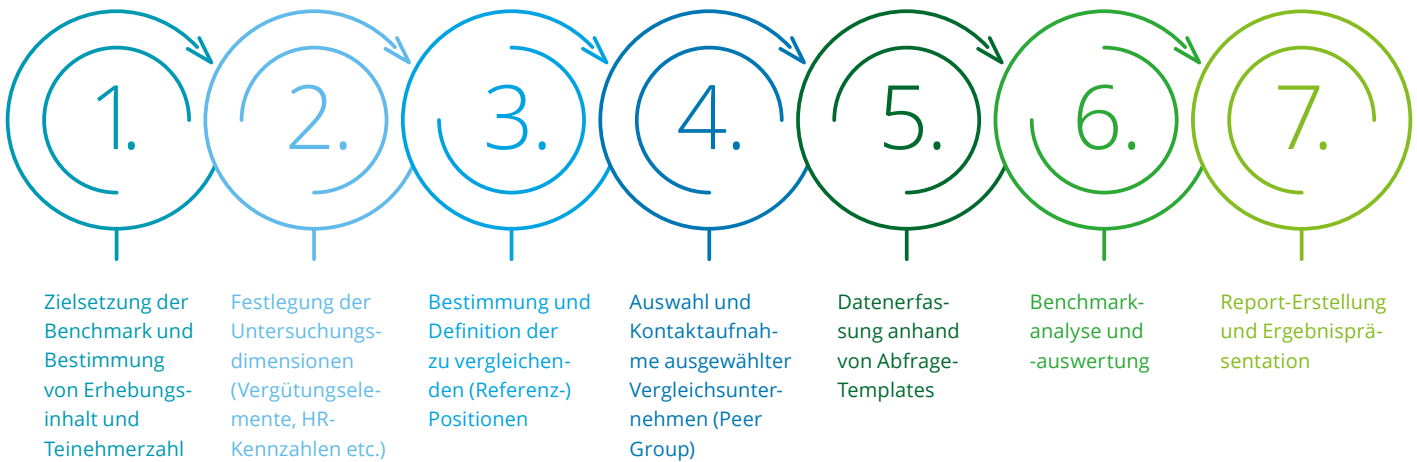 1.
2.
3.
4.
5.
6.
7.
Zielsetzung der
Benchmark und
Bestimmung
von Erhebungs-
inhalt und
Teinehmerzahl
Festlegung der
Untersuchungs-
dimensionen
(Vergütungsele-
mente, HR-
Kennzahlen etc.)
Bestimmung und
Definition der
zu vergleichen-
den (Referenz-)
Positionen
Auswahl und
Kontaktaufnah-
me ausgewählter
Vergleichsunter-
nehmen (Peer
Group)
Datenerfas-
sung anhand
von Abfrage-
Templates
Benchmark-
analyse und
-auswertung
Report-Erstellung
und Ergebnisprä-
sentation